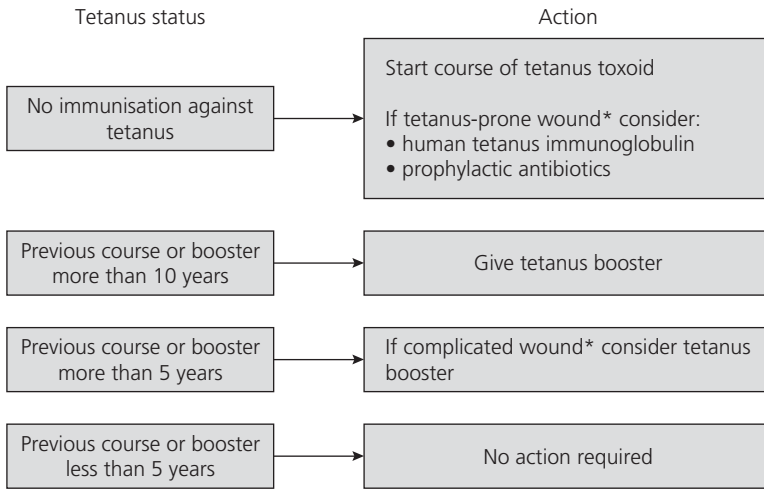 Tetanus status
Action
No immunisation against
tetanus
Start course of tetanus toxoid
If tetanus-prone wound* consider:
• human tetanus immunoglobulin
• prophylactic antibiotics
Previous course or booster
more than 10 years
Give tetanus booster
Previous course or booster
more than 5 years
If complicated wound* consider tetanus
booster
Previous course or booster
less than 5 years
No action required